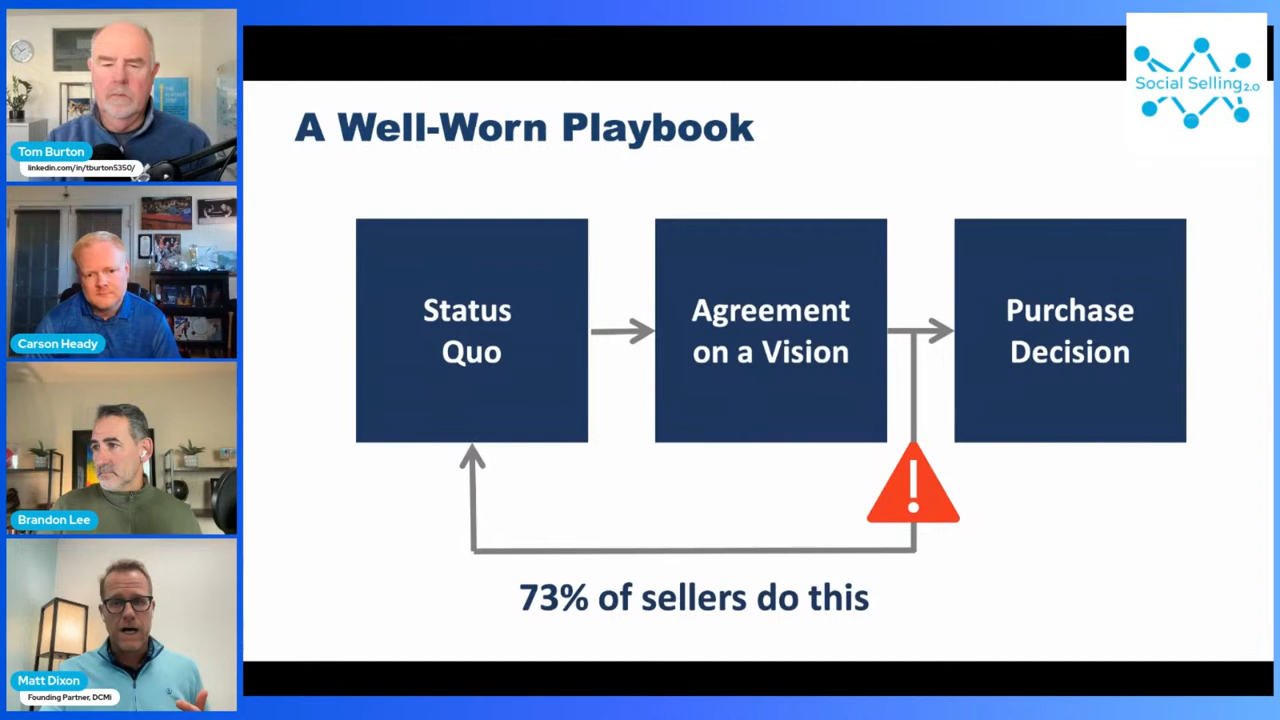 Tom Burton
linkedin.com/in/tburton5350/
Carson Heady
Brandon Lee
Matt Dixon
Founding Partner, DCMi
Social Selling 2.0
A Well-Worn Playbook
Status
Quo
Agreement
on a Vision
Purchase
Decision
!
73% of sellers do this